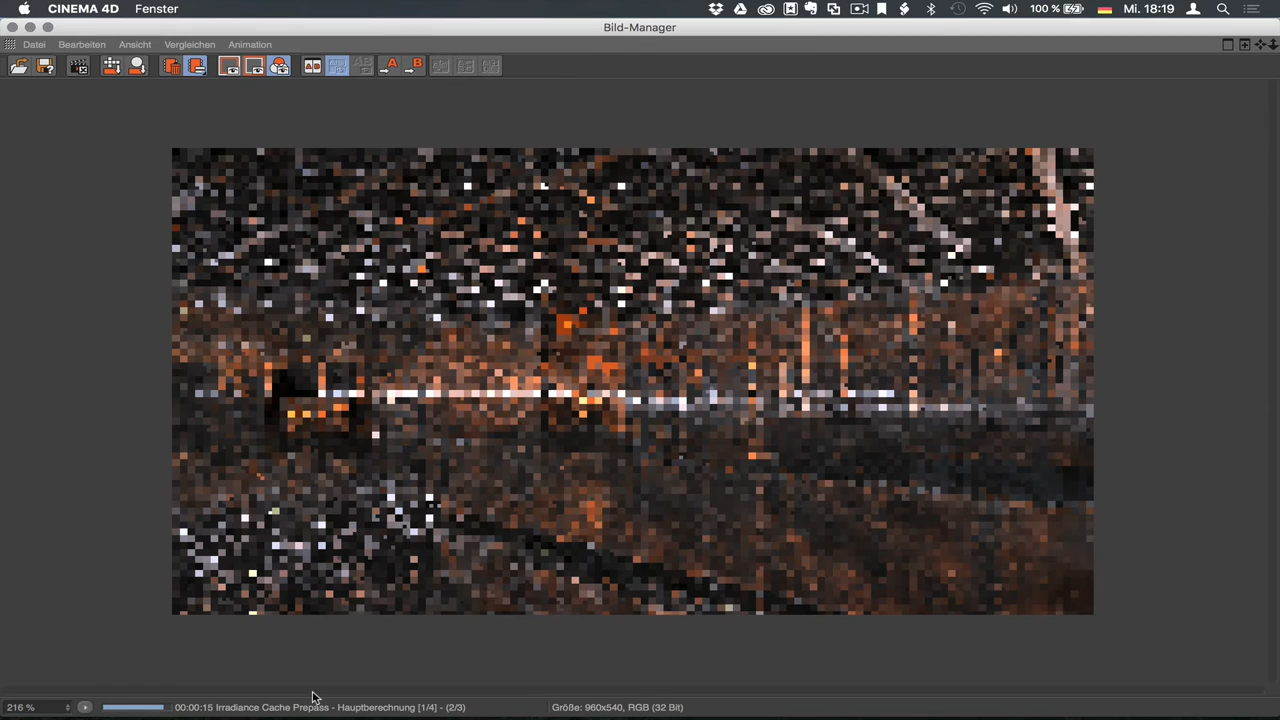 CINEMA 4D Fenster 100 % Mi. 18:19
Bild-Manager
Datei Bearbeiten Ansicht Vergleichen Animation
A B
216 % 00:00:15 Irradiance Cache Prepass - Hauptberechnung [1/4] - (2/3) Größe: 960x540, RGB (32 Bit)